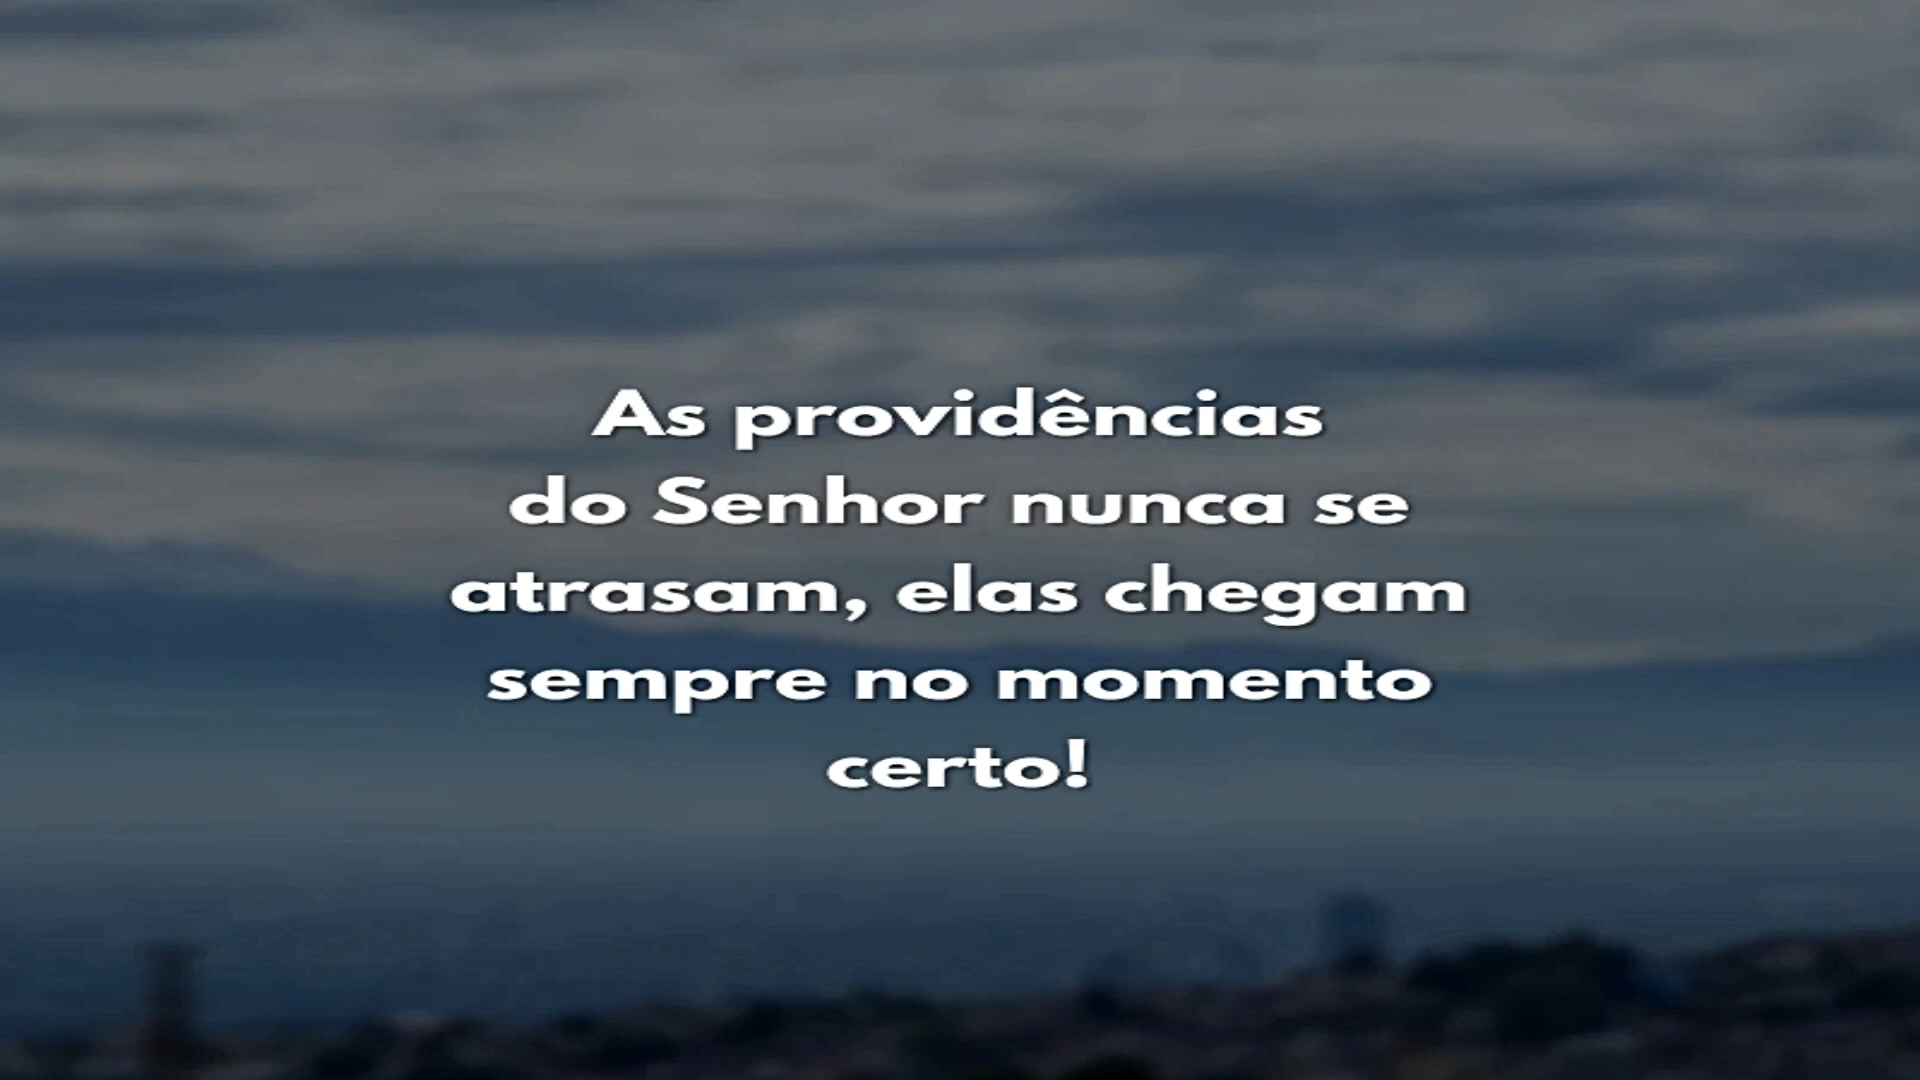 As providências
do Senhor nunca se
atrasam, elas chegam
sempre no momento
certo!